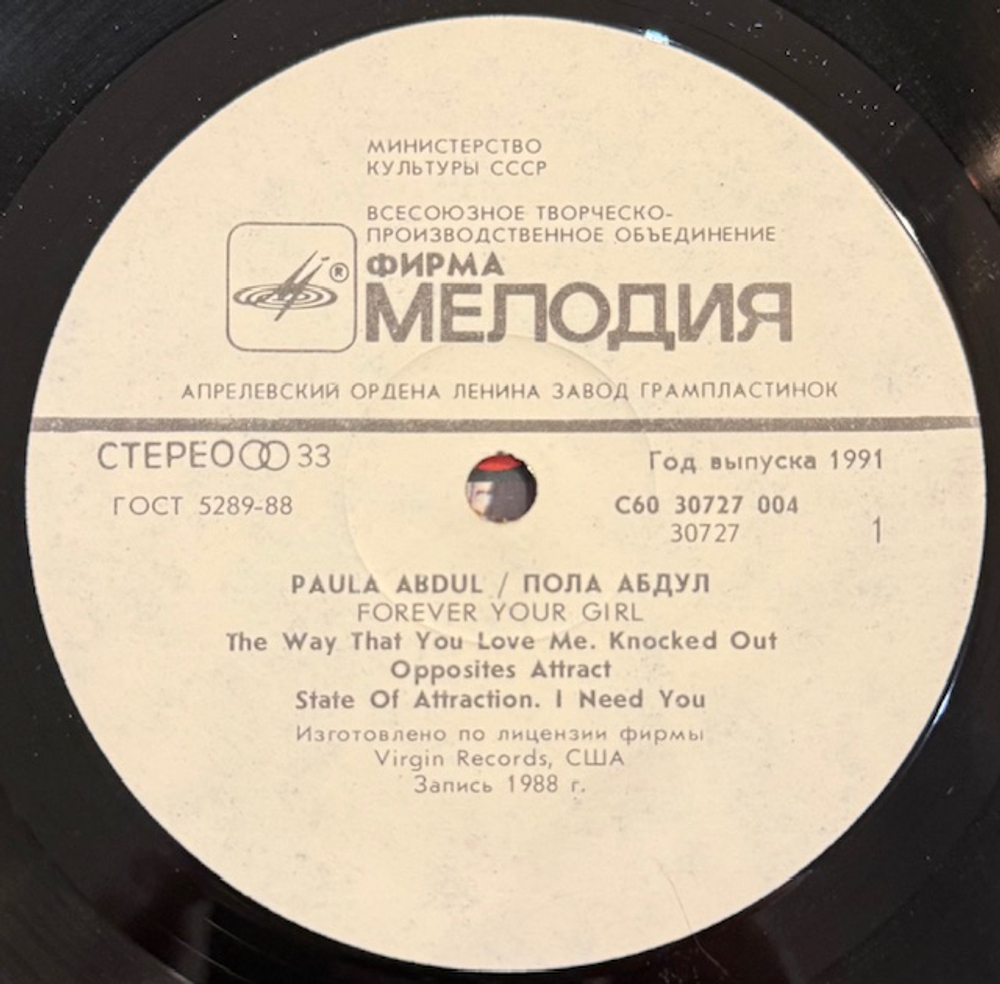 МИНИСТЕРСТВО
КУЛЬТУРЫ СССР
ВСЕСОЮЗНОЕ ТВОРЧЕСКО-
ПРОИЗВОДСТВЕННОЕ ОБЪЕДИНЕНИЕ
®
ФИРМА
МЕЛОДИЯ
АПРЕЛЕВСКИЙ ОРДЕНА ЛЕНИНА ЗАВОД ГРАМПЛАСТИНОК
СТЕРЕО 33
Год выпуска 1991
ГОСТ 5289-88
С60 30727 004
30727
1
PAULA ABDUL / ПОЛА АБДУЛ
FOREVER YOUR GIRL
The Way That You Love Me. Knocked Out
Opposites Attract
State Of Attraction. I Need You
Изготовлено по лицензии фирмы
Virgin Records, США
Запись 1988 г.